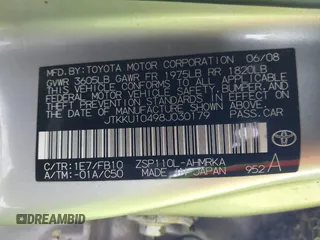 MFD.BY:TOYOTA MOTOR CORPORATION 06/08
GVWR 3605LB GAWR FR 1975LB RR 1820LB
THIS VEHICLE CONFORMS TO ALL APPLICABLE
FEDERAL MOTOR VEHICLE SAFETY, BUMPER, AND
THEFT PREVENTION STANDARDS IN EFFECT ON
THE DATE OF MANUFACTURE SHOWN ABOVE.
JTKKU10498J030179 PASS.CAR
C/TR:1E7/FB10 ZSP110L-AHMRKA
A/TM:-01A/C50 MADE IN JAPAN 952A
TOYOTA
DREAMBID